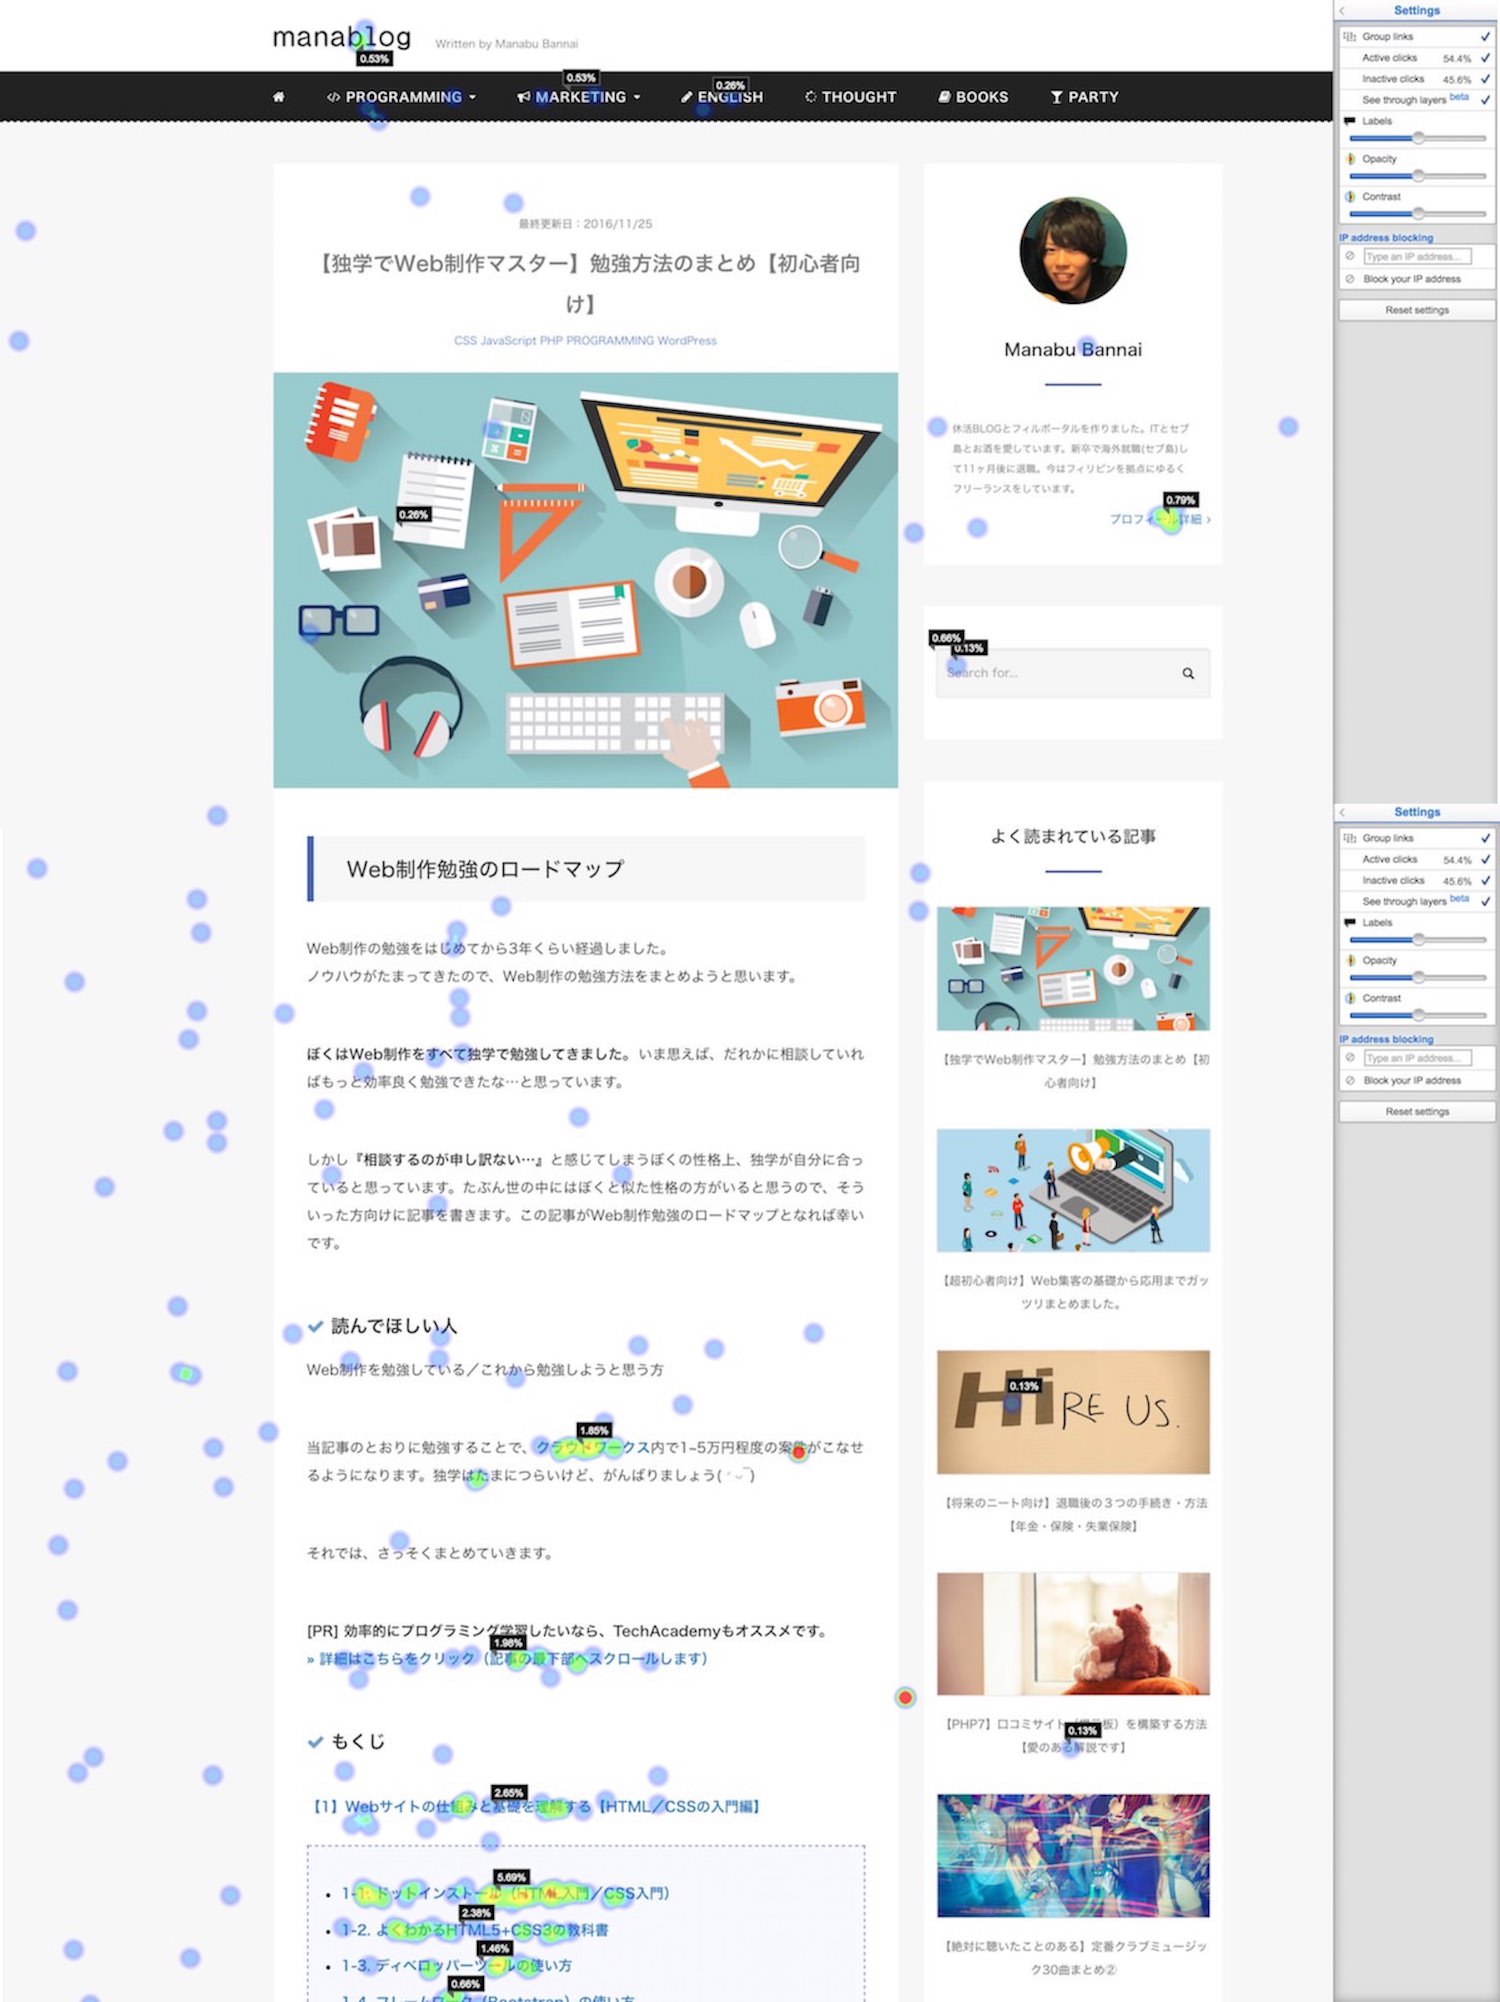 manablog
Written by Manabu Bannai
0.53%
PROGRAMMING
MARKETING
0.53%
ENGLISH
0.26%
THOUGHT
BOOKS
PARTY
最終更新日：2016/11/25
【独学でWeb制作マスター】勉強方法のまとめ【初心者向
け】
CSS JavaScript PHP PROGRAMMING WordPress
0.26%
Web制作勉強のロードマップ
Web制作の勉強をはじめてから3年くらい経過しました。
ノウハウがたまってきたので、Web制作の勉強方法をまとめようと思います。
ぼくはWeb制作をすべて独学で勉強してきました。いま思えば、だれかに相談していれ
ばもっと効率良く勉強できたな…と思っています。
しかし『相談するのが申し訳ない…』と感じてしまうぼくの性格上、独学が自分に合っ
ていると思っています。たぶん世の中にはぼくと似た性格の方がいると思うので、そう
いった方向けに記事を書きます。この記事がWeb制作勉強のロードマップとなれば幸い
です。
読んでほしい人
Web制作を勉強している／これから勉強しようと思う方
1.85%
当記事のとおりに勉強することで、クラウドワークス内で1~5万円程度の案件がこなせ
るようになります。独学はたまにつらいけど、がんばりましょう
それでは、さっそくまとめていきます。
[PR] 効率的にプログラミング学習したいなら、TechAcademyもオススメです。
1.98%
» 詳細はこちらをクリック（記事の最下部へスクロールします）
もくじ
2.65%
【1】Webサイトの仕組みと基礎を理解する【HTML／CSSの入門編】
5.69%
1-1. ドットインストール（HTML入門／CSS入門）
2.38%
1-2. よくわかるHTML5+CSS3の教科書
1.46%
1-3. ディベロッパーツールの使い方
0.66%
1-4. フレームワーク（Bootstrap）の使い方
Manabu Bannai
休活BLOGとフィルポータルを作りました。ITとセブ
島とお酒を愛しています。新卒で海外就職(セブ島)し
て11ヶ月後に退職。今はフィリピンを拠点にゆるく
フリーランスをしています。
0.79%
プロフィール詳細 ›
0.66%
0.13%
Search for...
よく読まれている記事
【独学でWeb制作マスター】勉強方法のまとめ【初
心者向け】
【超初心者向け】Web集客の基礎から応用までガッ
ツリまとめました。
Hi RE US.
0.13%
【将来のニート向け】退職後の３つの手続き・方法
【年金・保険・失業保険】
【PHP7】口コミサイト（掲示板）を構築する方法
0.13%
【愛のある解説です】
【絶対に聴いたことのある】定番クラブミュージッ
ク30曲まとめ②
Settings
Group links
Active clicks 54.4%
Inactive clicks 45.6%
See through layers beta
Labels
Opacity
Contrast
IP address blocking
Type an IP address...
Block your IP address
Reset settings
Settings
Group links
Active clicks 54.4%
Inactive clicks 45.6%
See through layers beta
Labels
Opacity
Contrast
IP address blocking
Type an IP address...
Block your IP address
Reset settings